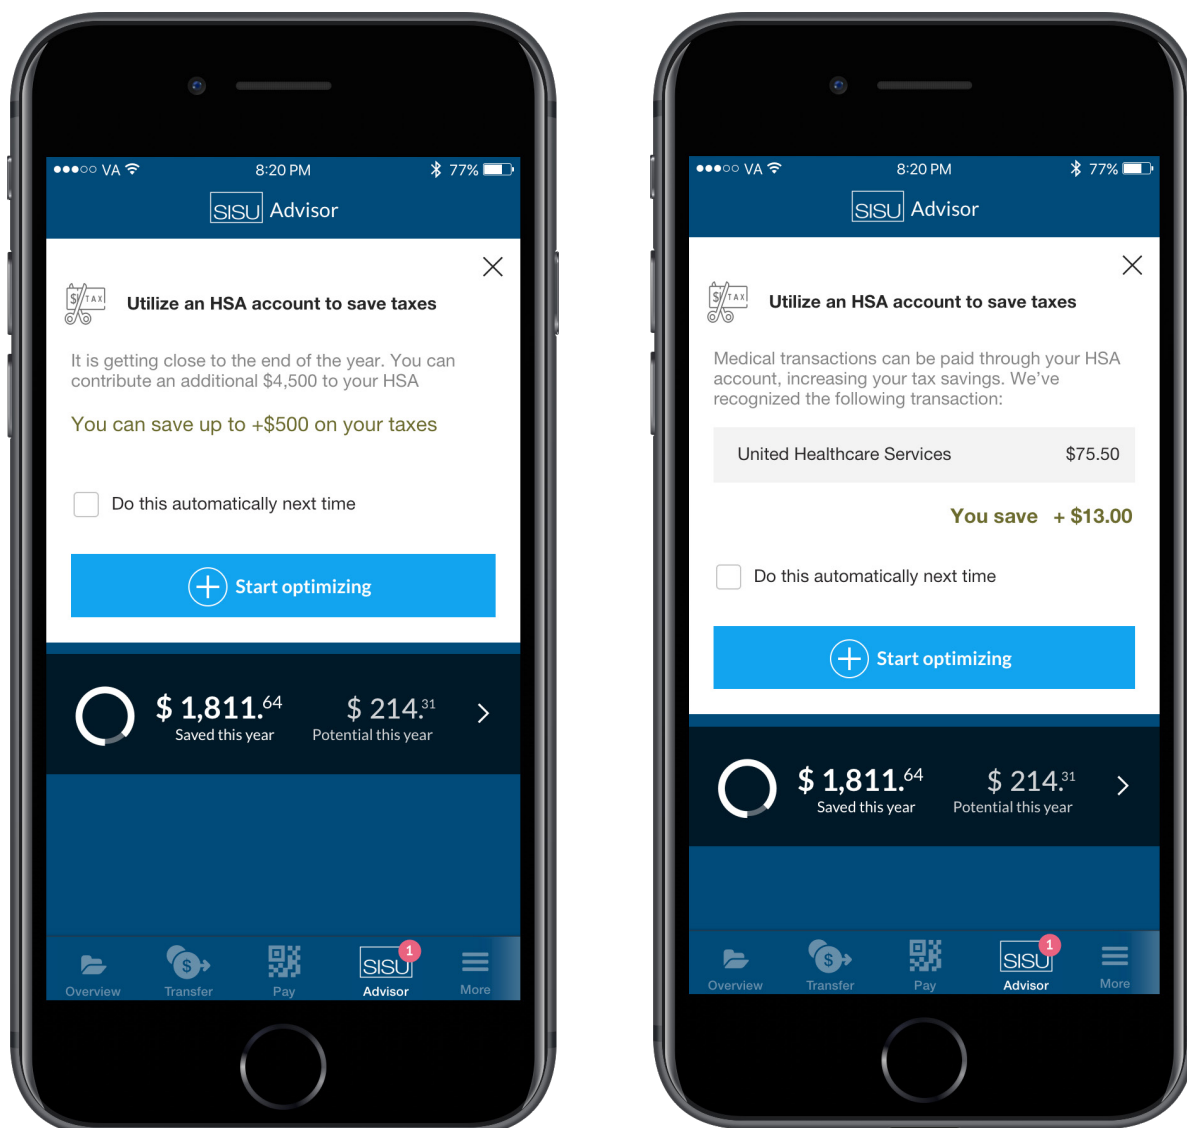 VA 8:20 PM 77%
SISU Advisor
$ TAX
Utilize an HSA account to save taxes
It is getting close to the end of the year. You can
contribute an additional $4,500 to your HSA
You can save up to +$500 on your taxes
Do this automatically next time
Start optimizing
$ 1,811.64 $ 214.31
Saved this year Potential this year
$
SISU 1
Overview Transfer Pay Advisor More
VA 8:20 PM 77%
SISU Advisor
$ TAX
Utilize an HSA account to save taxes
Medical transactions can be paid through your HSA
account, increasing your tax savings. We’ve
recognized the following transaction:
United Healthcare Services $75.50
You save + $13.00
Do this automatically next time
Start optimizing
$ 1,811.64 $ 214.31
Saved this year Potential this year
$
SISU 1
Overview Transfer Pay Advisor More